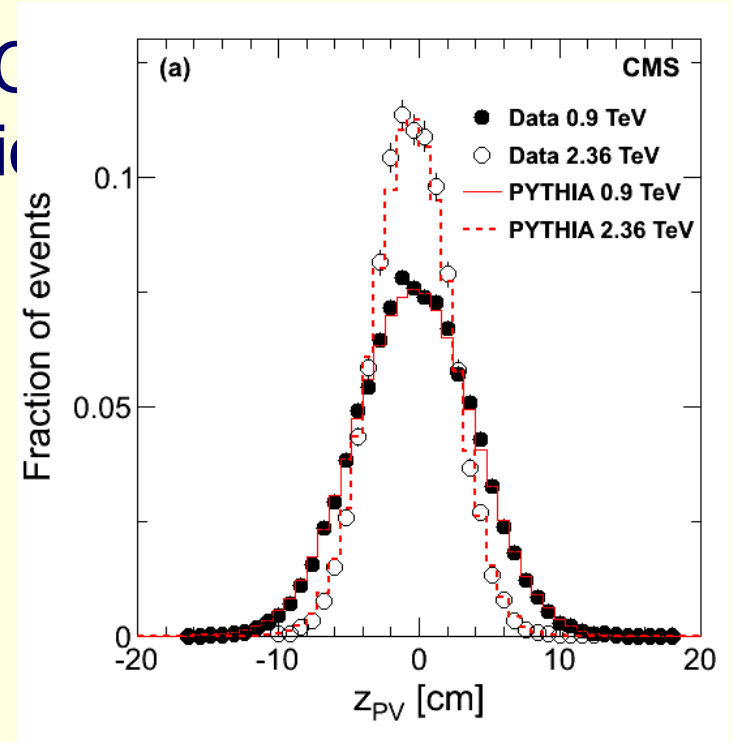 (a) CMS
Data 0.9 TeV
Data 2.36 TeV
PYTHIA 0.9 TeV
PYTHIA 2.36 TeV
Fraction of events
0.1
0.05
0
-20 -10 0 10 20
z_PV [cm]